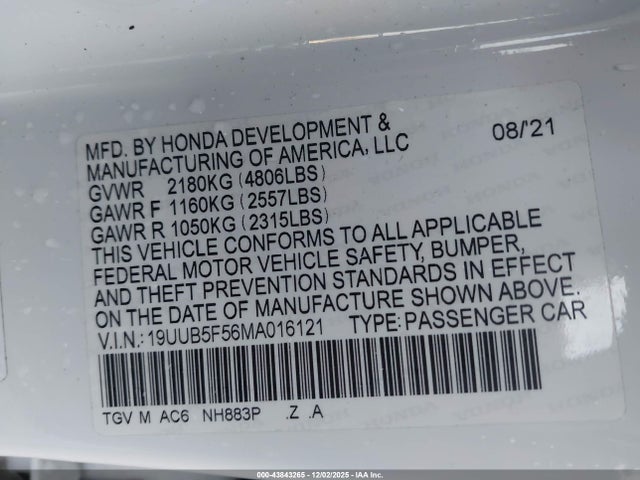 MFD. BY HONDA DEVELOPMENT & 08/'21
MANUFACTURING OF AMERICA, LLC
GVWR 2180KG (4806LBS)
GAWR F 1160KG (2557LBS)
GAWR R 1050KG (2315LBS)
THIS VEHICLE CONFORMS TO ALL APPLICABLE
FEDERAL MOTOR VEHICLE SAFETY, BUMPER,
AND THEFT PREVENTION STANDARDS IN EFFECT
ON THE DATE OF MANUFACTURE SHOWN ABOVE.
V.I.N.:19UUB5F56MA016121 TYPE:PASSENGER CAR
TGV M AC6 NH883P .Z .A
00-43843265 - 12/02/2025 - IAA Inc.